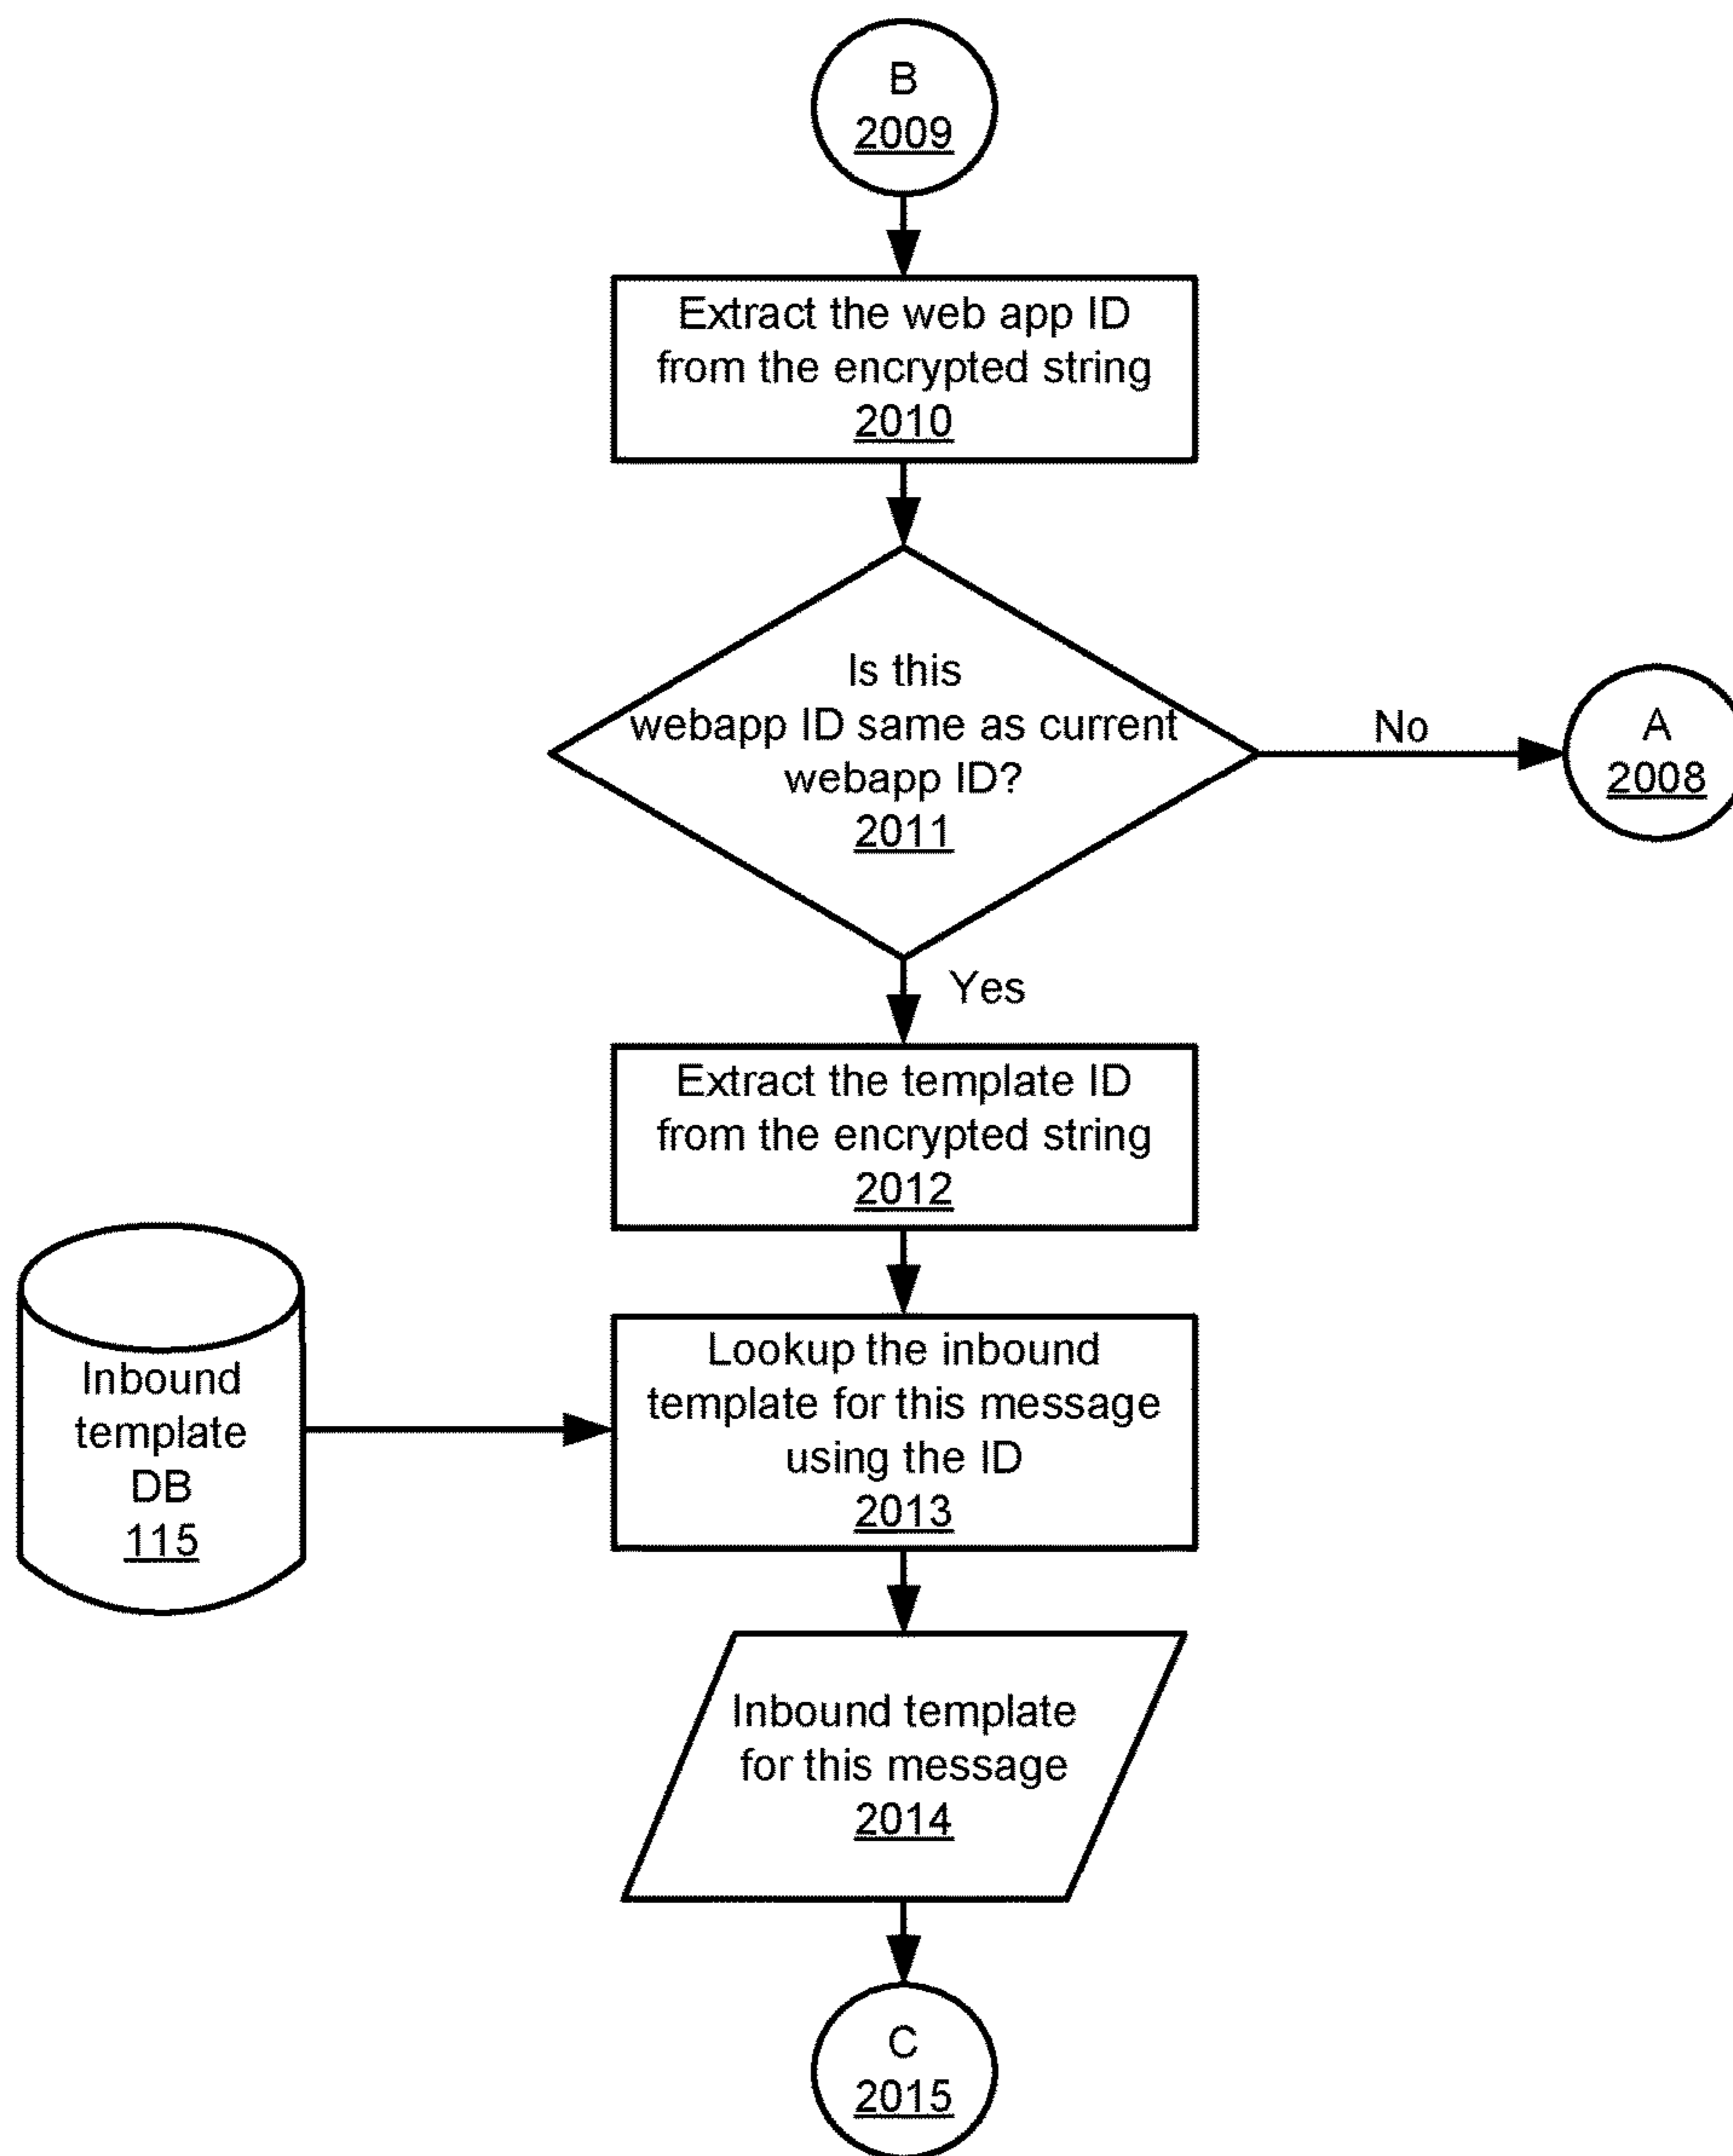 B
2009
Extract the web app ID
from the encrypted string
2010
Is this
webapp ID same as current
webapp ID?
2011
No
A
2008
Yes
Extract the template ID
from the encrypted string
2012
Inbound
template
DB
115
Lookup the inbound
template for this message
using the ID
2013
Inbound template
for this message
2014
C
2015